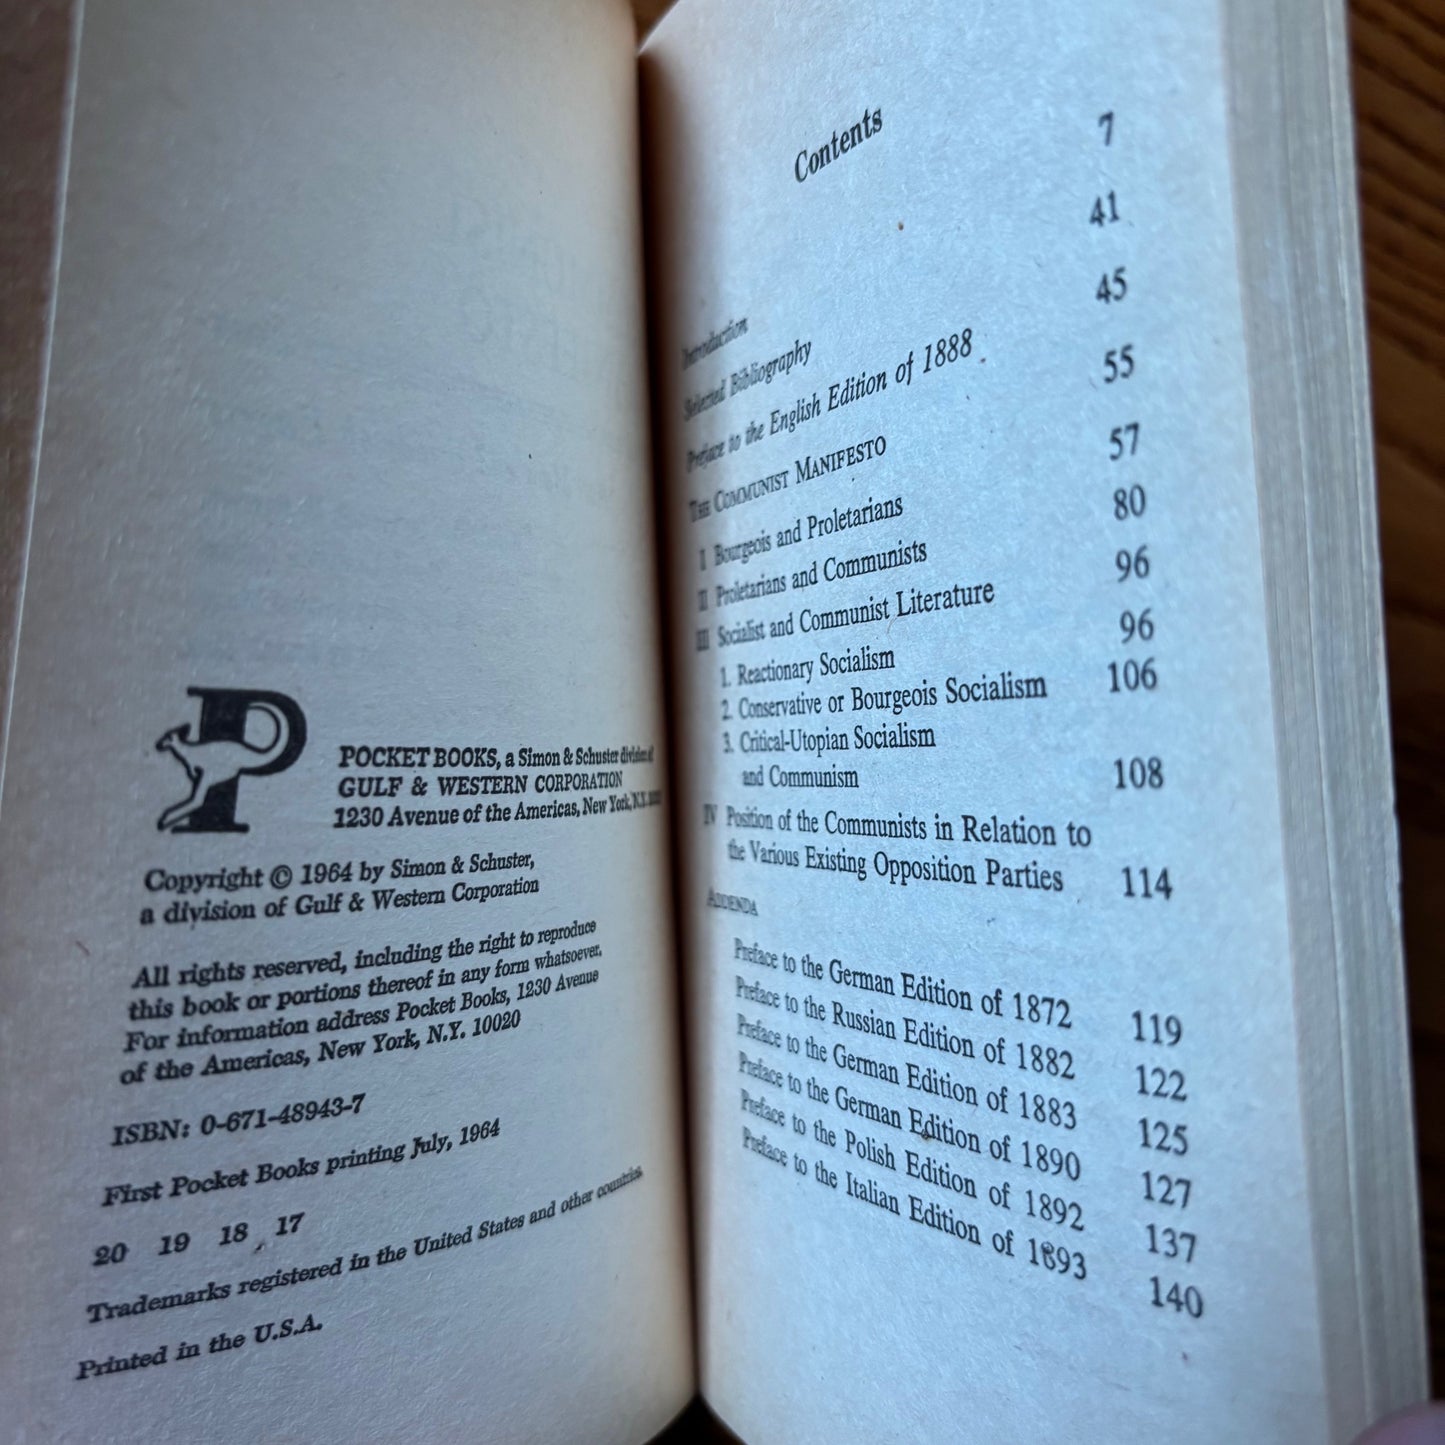 POCKET BOOKS, a Simon & Schuster division of
GULF & WESTERN CORPORATION
1230 Avenue of the Americas, New York, N.Y.
Copyright © 1964 by Simon & Schuster,
a division of Gulf & Western Corporation
All rights reserved, including the right to reproduce
this book or portions thereof in any form whatsoever.
For information address Pocket Books, 1230 Avenue
of the Americas, New York, N.Y. 10020
ISBN: 0-671-48943-7
First Pocket Books printing July, 1964
20 19 18 17
Trademarks registered in the United States and other countries.
Printed in the U.S.A.
Contents
Introduction 7
Selected Bibliography 41
Preface to the English Edition of 1888 45
THE COMMUNIST MANIFESTO 55
I Bourgeois and Proletarians 57
II Proletarians and Communists 80
III Socialist and Communist Literature 96
1. Reactionary Socialism 96
2. Conservative or Bourgeois Socialism 106
3. Critical-Utopian Socialism
and Communism 108
IV Position of the Communists in Relation to
the Various Existing Opposition Parties 114
ADDENDA
Preface to the German Edition of 1872 119
Preface to the Russian Edition of 1882 122
Preface to the German Edition of 1883 125
Preface to the German Edition of 1890 127
Preface to the Polish Edition of 1892 137
Preface to the Italian Edition of 1893 140